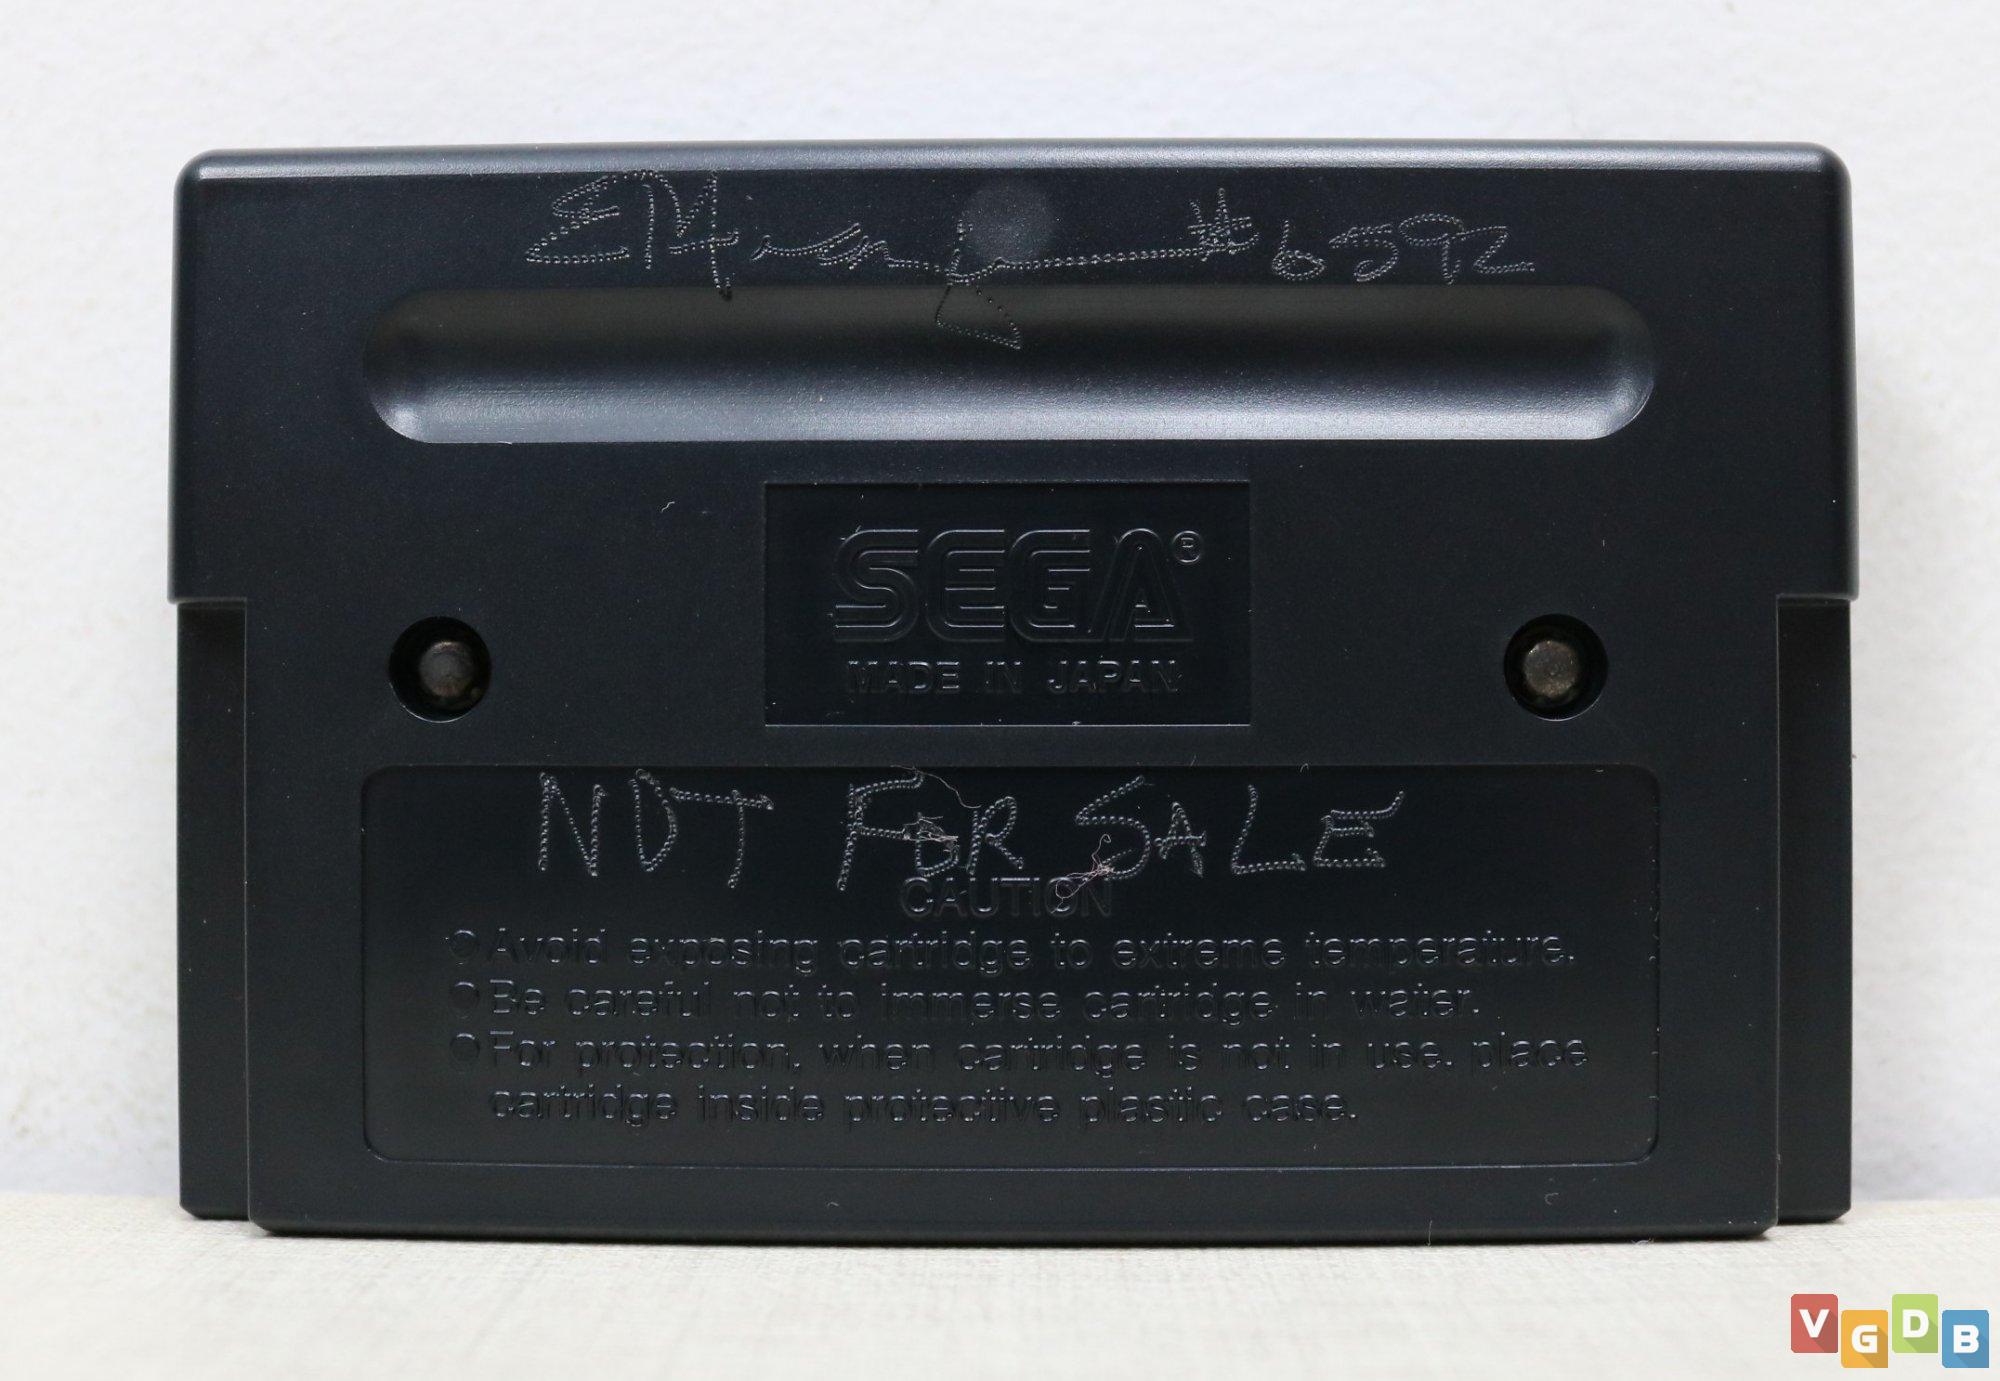 #6592
SEGA®
MADE IN JAPAN
NOT FOR SALE
CAUTION
●Avoid exposing cartridge to extreme temperature.
●Be careful not to immerse cartridge in water.
●For protection, when cartridge is not in use, place
cartridge inside protective plastic case.
VGDB